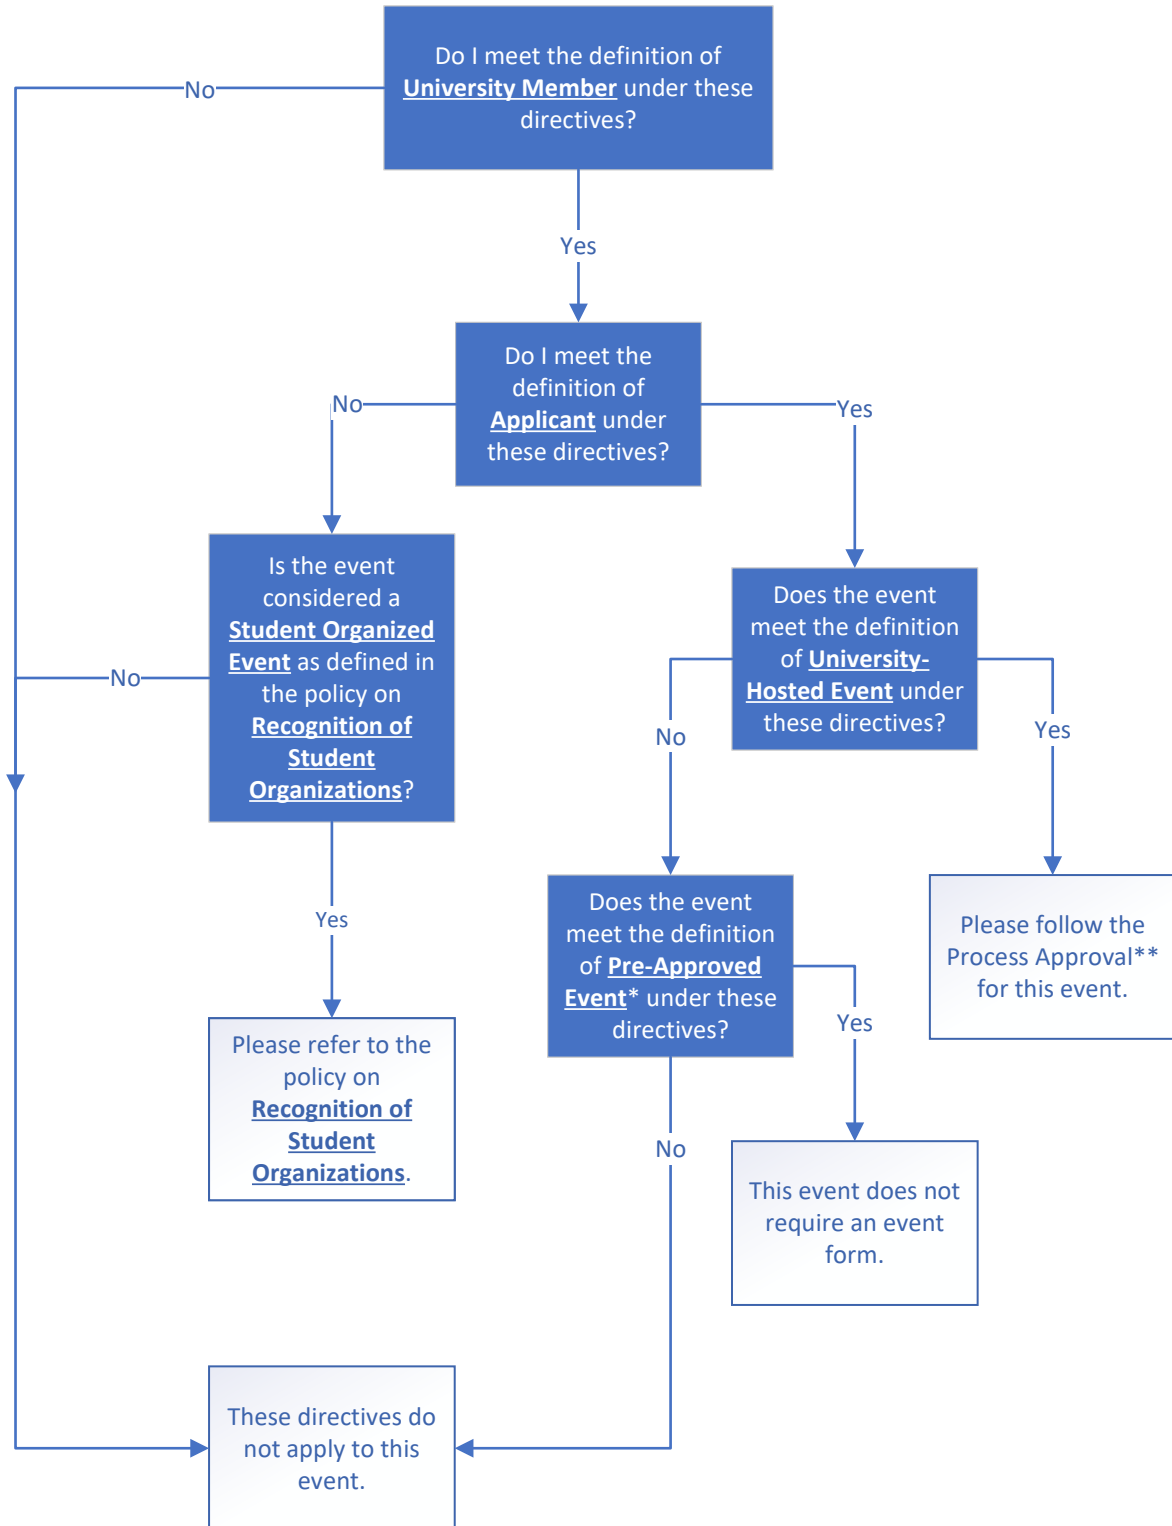 Do I meet the definition of
University Member under these
directives?
No
Yes
Do I meet the
definition of
Applicant under
these directives?
No
Yes
Is the event
considered a
Student Organized
Event as defined in
the policy on
Recognition of
Student
Organizations?
No
Does the event
meet the definition
of University-
Hosted Event under
these directives?
No
Yes
Yes
Does the event
meet the definition
of Pre-Approved
Event* under these
directives?
Please follow the
Process Approval**
for this event.
Please refer to the
policy on
Recognition of
Student
Organizations.
Yes
No
This event does not
require an event
form.
These directives do
not apply to this
event.